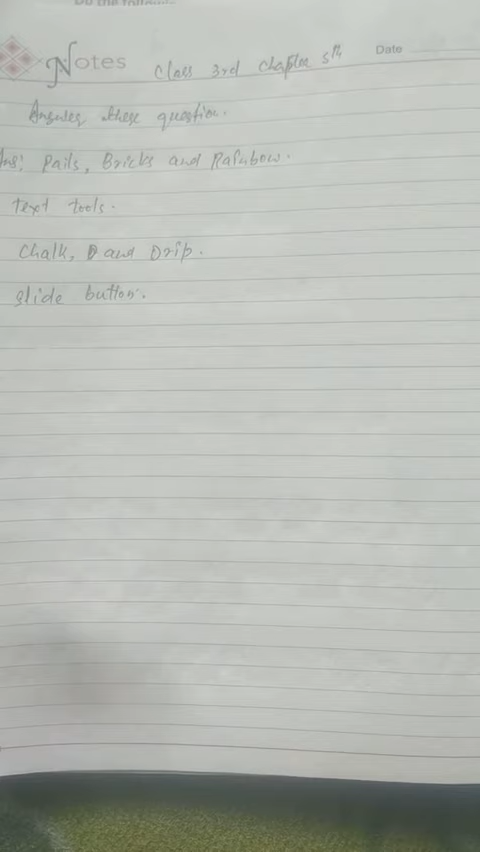 Notes Class 3rd chapter 5th Date
Answer these question.
Ans: Rails, Bricks and Rainbow.
Text tools.
Chalk, and Drip.
slide button.